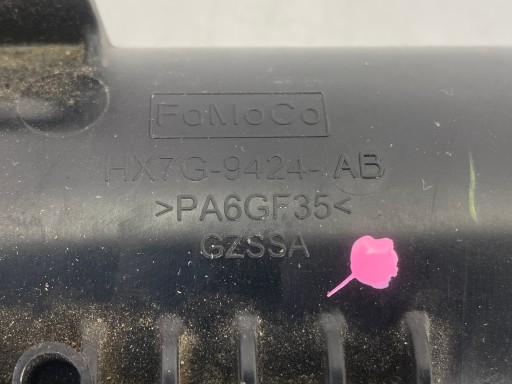 FoMoCo
HX7G-9424-AB
>PA6GF35<
GZSSA